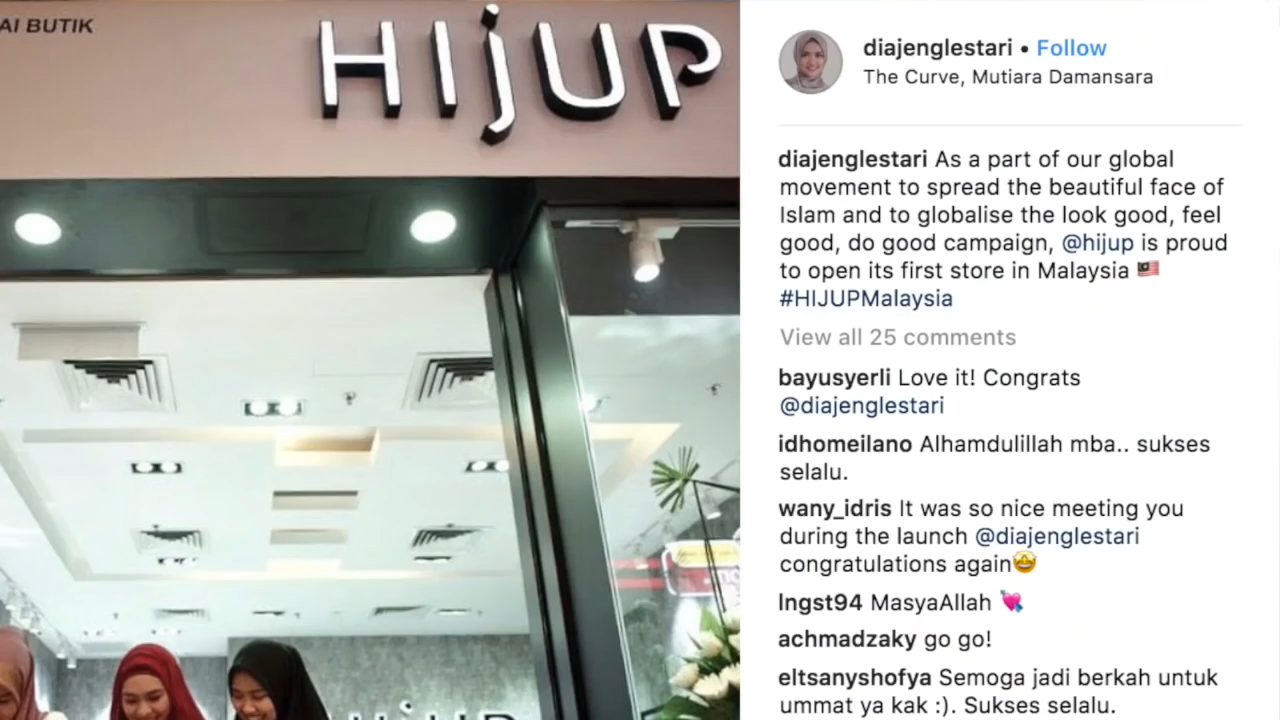 AI BUTIK
HIjUP
diajenglestari • Follow
The Curve, Mutiara Damansara
diajenglestari As a part of our global
movement to spread the beautiful face of
Islam and to globalise the look good, feel
good, do good campaign, @hijup is proud
to open its first store in Malaysia 🇲🇾
#HIJUPMalaysia
View all 25 comments
bayusyerli Love it! Congrats
@diajenglestari
idhomeilano Alhamdulillah mba.. sukses
selalu.
wany_idris It was so nice meeting you
during the launch @diajenglestari
congratulations again🤩
lngst94 MasyaAllah 💘
achmadzaky go go!
eltsanyshofya Semoga jadi berkah untuk
ummat ya kak :). Sukses selalu.